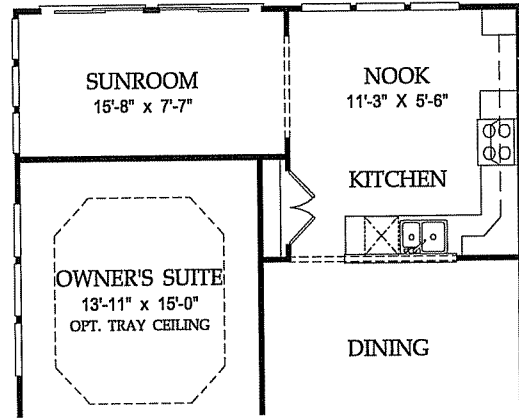 SUNROOM
15'-8" x 7'-7"
NOOK
11'-3" X 5'-6"
KITCHEN
OWNER'S SUITE
13'-11" x 15'-0"
OPT. TRAY CEILING
DINING